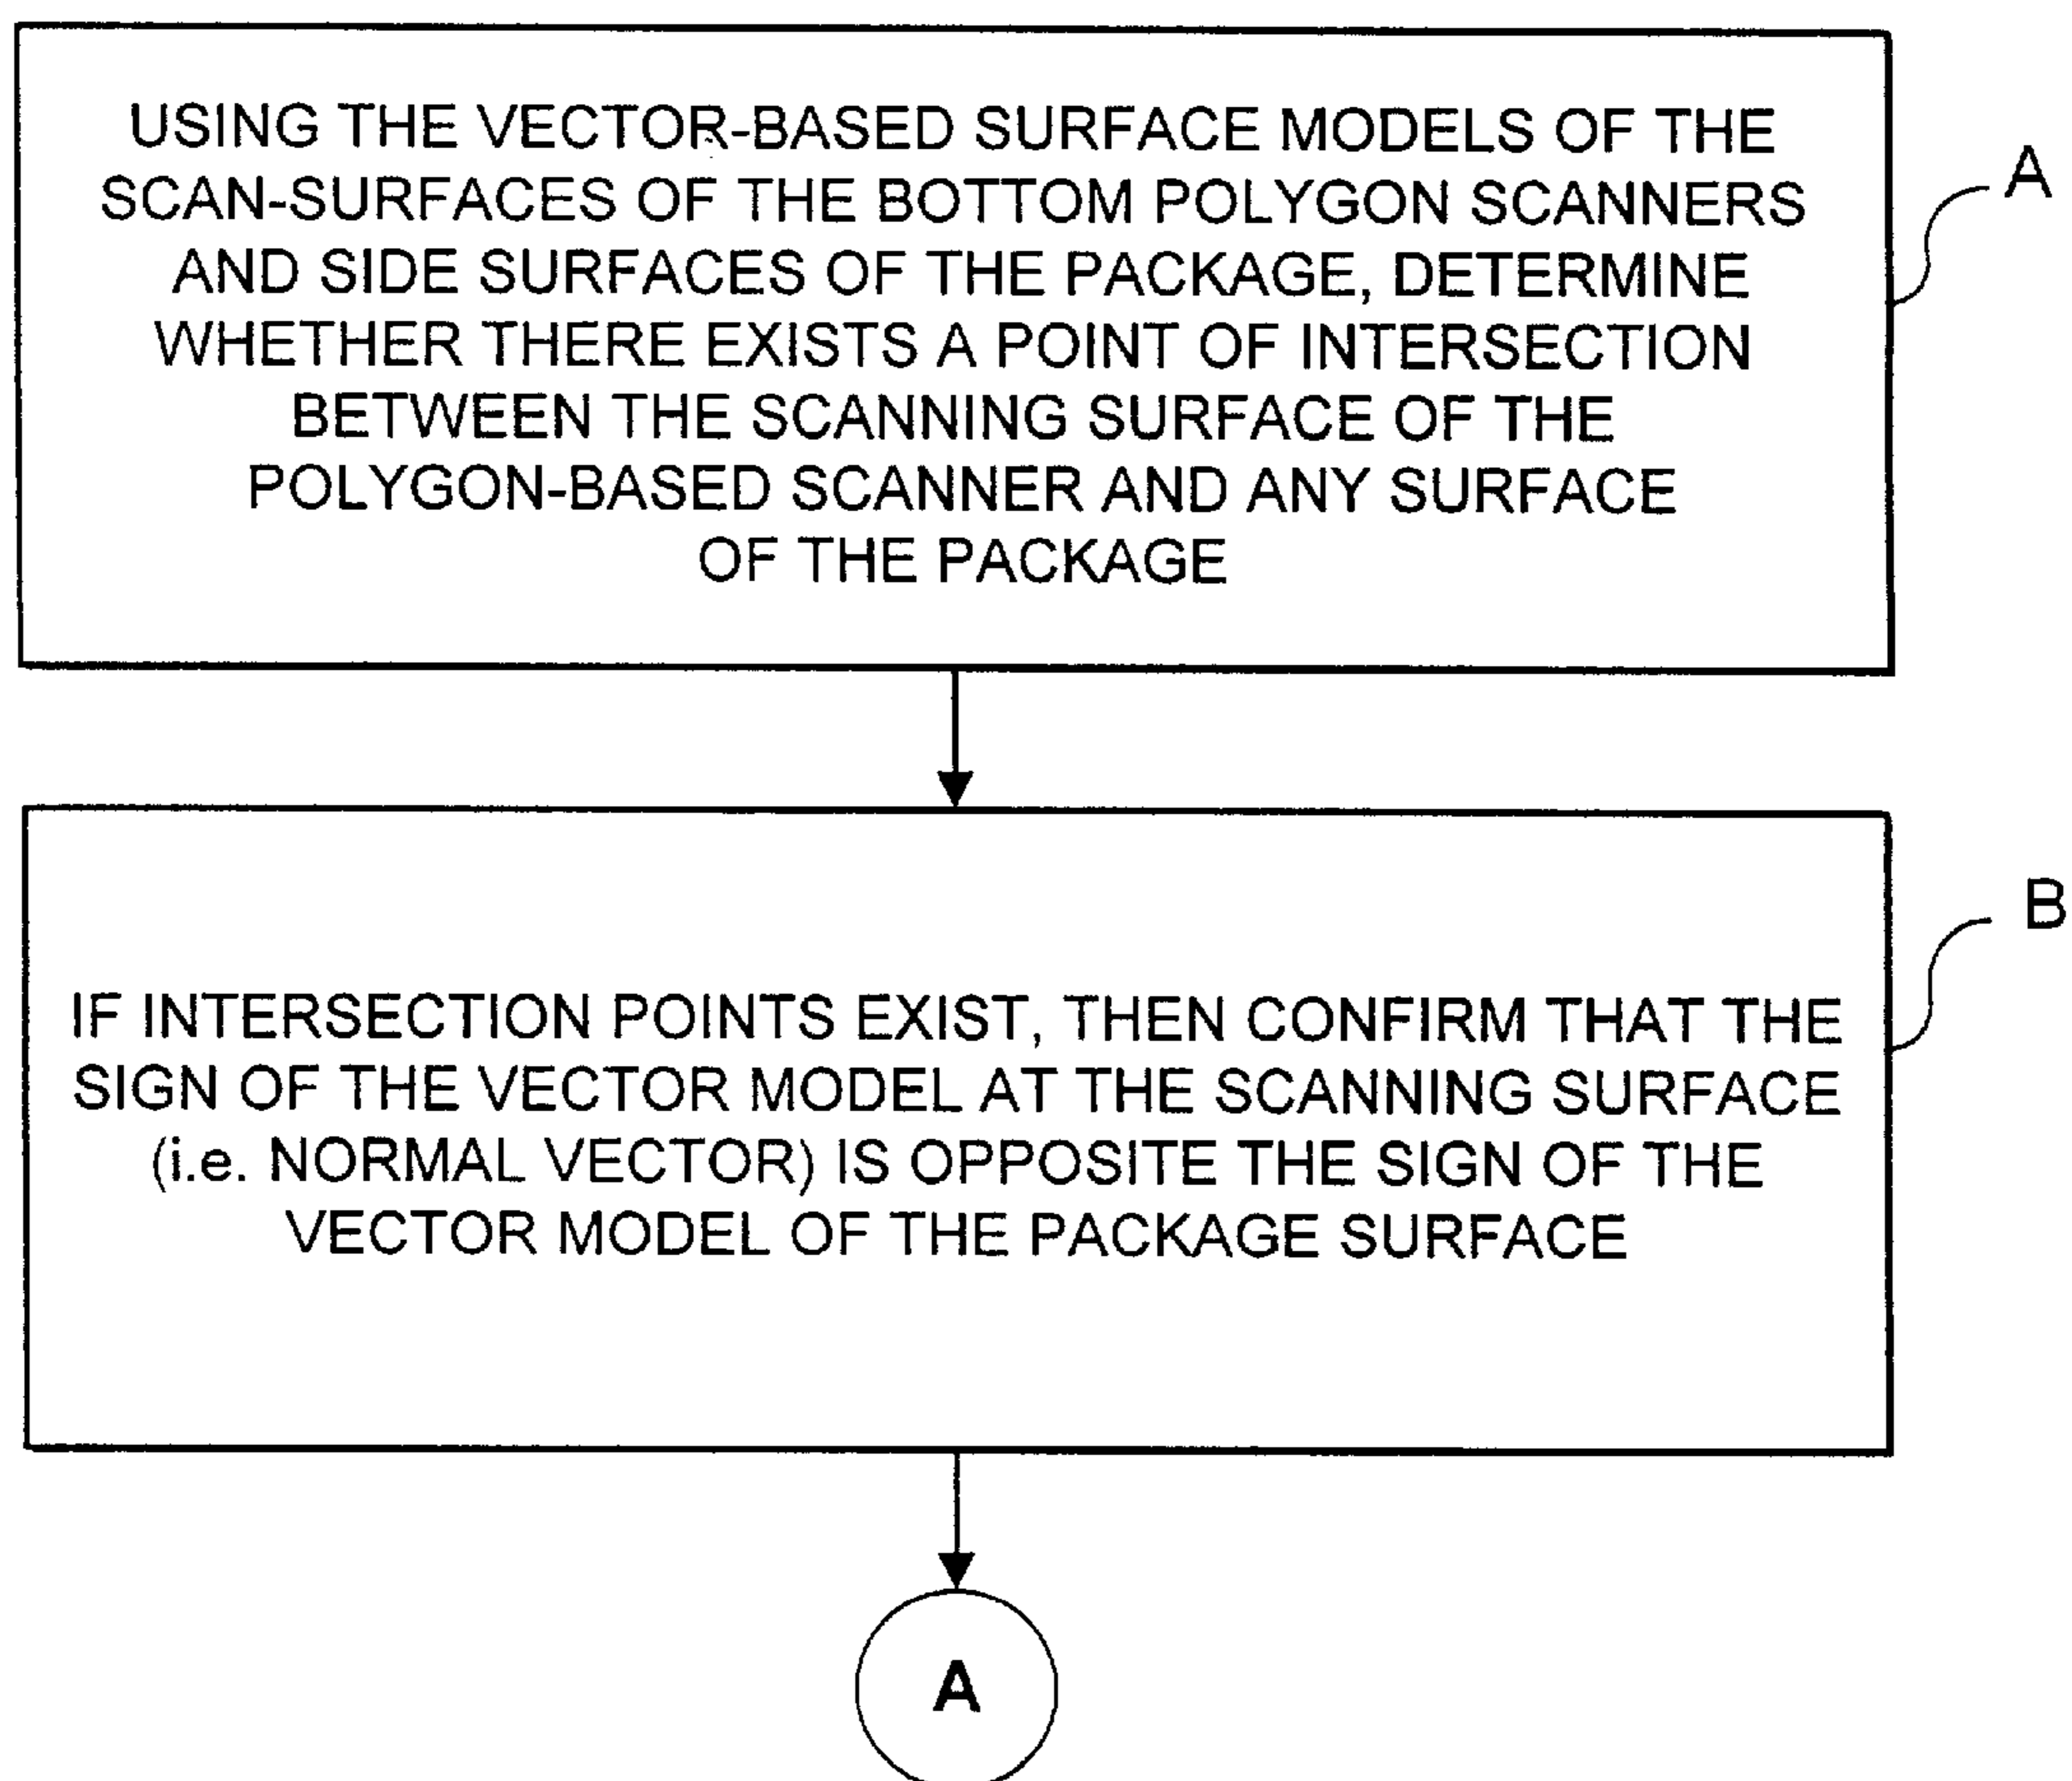 USING THE VECTOR-BASED SURFACE MODELS OF THE
SCAN-SURFACES OF THE BOTTOM POLYGON SCANNERS
AND SIDE SURFACES OF THE PACKAGE, DETERMINE
WHETHER THERE EXISTS A POINT OF INTERSECTION
BETWEEN THE SCANNING SURFACE OF THE
POLYGON-BASED SCANNER AND ANY SURFACE
OF THE PACKAGE
A
IF INTERSECTION POINTS EXIST, THEN CONFIRM THAT THE
SIGN OF THE VECTOR MODEL AT THE SCANNING SURFACE
(i.e. NORMAL VECTOR) IS OPPOSITE THE SIGN OF THE
VECTOR MODEL OF THE PACKAGE SURFACE
B
A